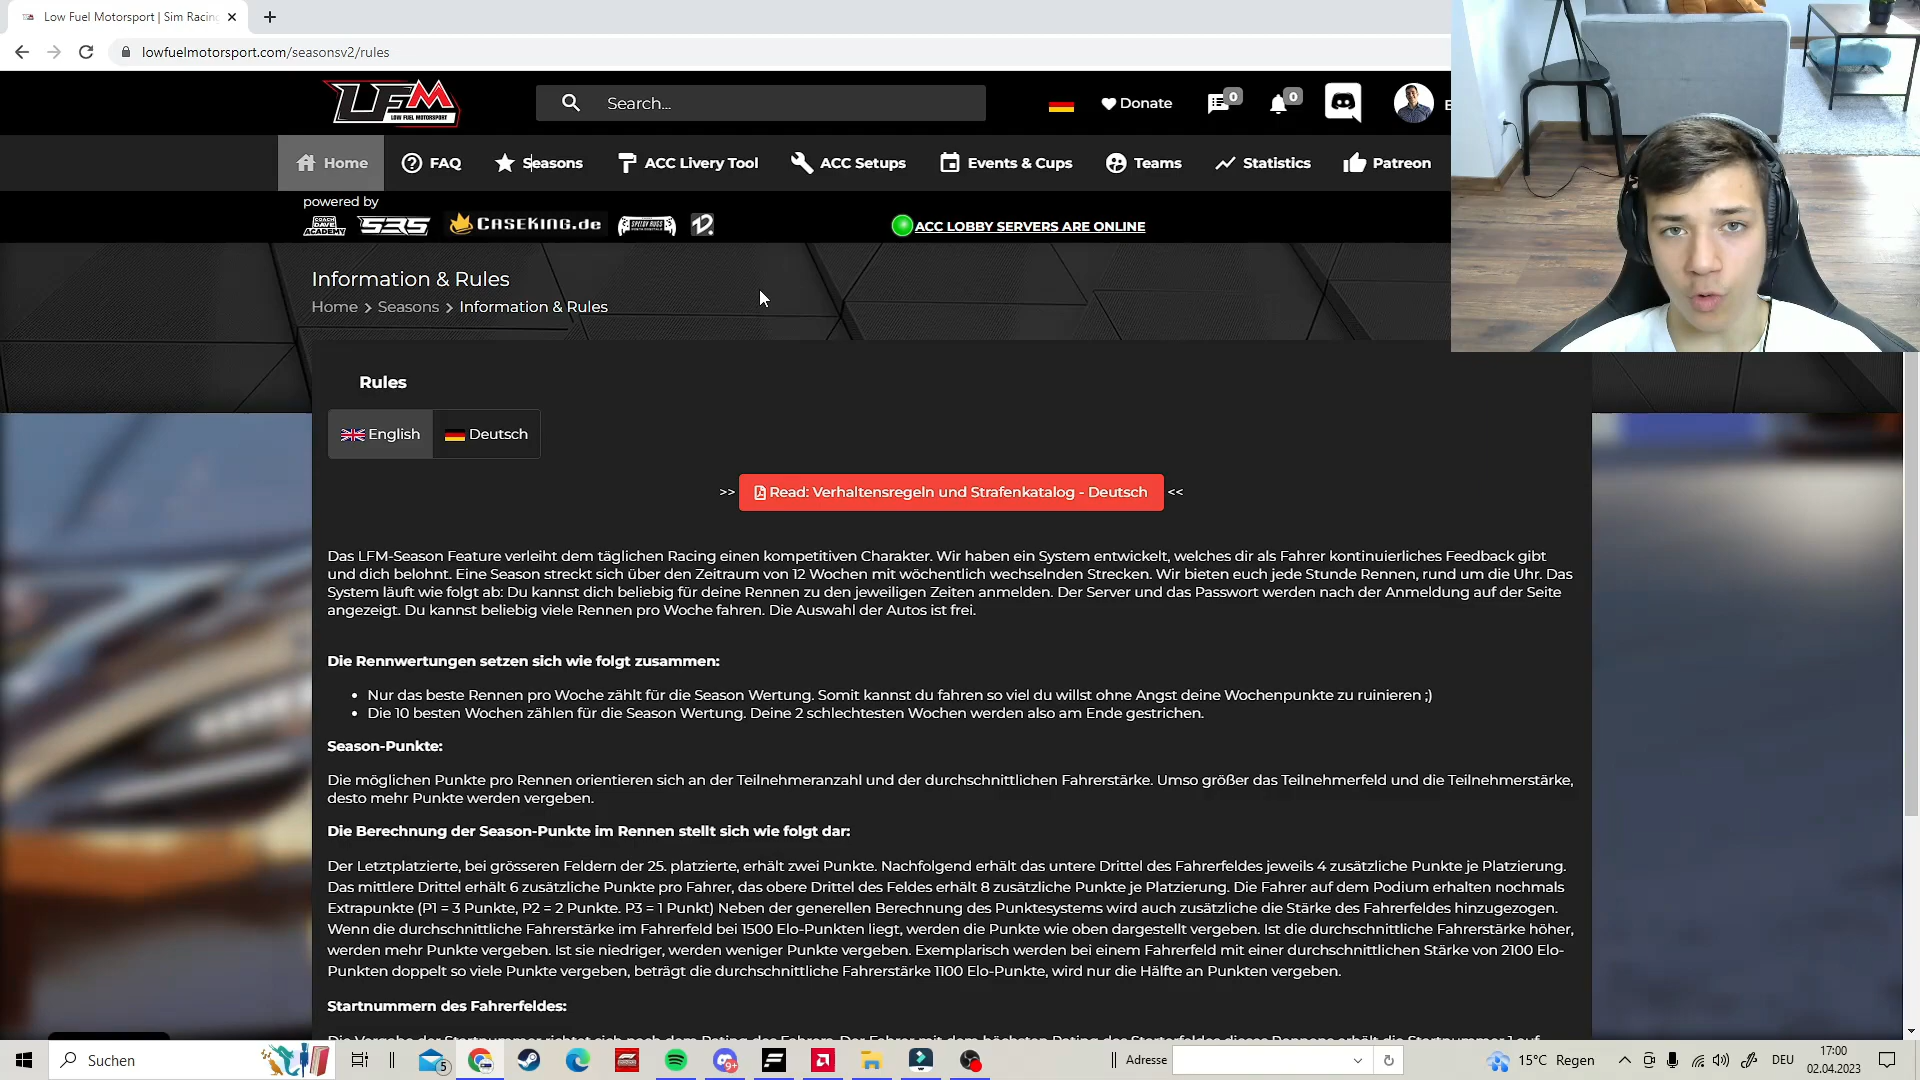 Low Fuel Motorsport | Sim Racing
lowfuelmotorsport.com/seasonsv2/rules
LFM
LOW FUEL MOTORSPORT
Search...
Donate
0
0
Home
FAQ
Seasons
ACC Livery Tool
ACC Setups
Events & Cups
Teams
Statistics
Patreon
powered by
COACH DAVE ACADEMY
CASEKING.de
ACC LOBBY SERVERS ARE ONLINE
Information & Rules
Home > Seasons > Information & Rules
Rules
English
Deutsch
>> Read: Verhaltensregeln und Strafenkatalog - Deutsch <<
Das LFM-Season Feature verleiht dem täglichen Racing einen kompetitiven Charakter. Wir haben ein System entwickelt, welches dir als Fahrer kontinuierliches Feedback gibt
und dich belohnt. Eine Season streckt sich über den Zeitraum von 12 Wochen mit wöchentlich wechselnden Strecken. Wir bieten euch jede Stunde Rennen, rund um die Uhr. Das
System läuft wie folgt ab: Du kannst dich beliebig für deine Rennen zu den jeweiligen Zeiten anmelden. Der Server und das Passwort werden nach der Anmeldung auf der Seite
angezeigt. Du kannst beliebig viele Rennen pro Woche fahren. Die Auswahl der Autos ist frei.
Die Rennwertungen setzen sich wie folgt zusammen:
• Nur das beste Rennen pro Woche zählt für die Season Wertung. Somit kannst du fahren so viel du willst ohne Angst deine Wochenpunkte zu ruinieren ;)
• Die 10 besten Wochen zählen für die Season Wertung. Deine 2 schlechtesten Wochen werden also am Ende gestrichen.
Season-Punkte:
Die möglichen Punkte pro Rennen orientieren sich an der Teilnehmeranzahl und der durchschnittlichen Fahrerstärke. Umso größer das Teilnehmerfeld und die Teilnehmerstärke,
desto mehr Punkte werden vergeben.
Die Berechnung der Season-Punkte im Rennen stellt sich wie folgt dar:
Der Letztplatzierte, bei grösseren Feldern der 25. platzierte, erhält zwei Punkte. Nachfolgend erhält das untere Drittel des Fahrerfeldes jeweils 4 zusätzliche Punkte je Platzierung.
Das mittlere Drittel erhält 6 zusätzliche Punkte pro Fahrer, das obere Drittel des Feldes erhält 8 zusätzliche Punkte je Platzierung. Die Fahrer auf dem Podium erhalten nochmals
Extrapunkte (P1 = 3 Punkte, P2 = 2 Punkte. P3 = 1 Punkt) Neben der generellen Berechnung des Punktesystems wird auch zusätzliche die Stärke des Fahrerfeldes hinzugezogen.
Wenn die durchschnittliche Fahrerstärke im Fahrerfeld bei 1500 Elo-Punkten liegt, werden die Punkte wie oben dargestellt vergeben. Ist die durchschnittliche Fahrerstärke höher,
werden mehr Punkte vergeben. Ist sie niedriger, werden weniger Punkte vergeben. Exemplarisch werden bei einem Fahrerfeld mit einer durchschnittlichen Stärke von 2100 Elo-
Punkten doppelt so viele Punkte vergeben, beträgt die durchschnittliche Fahrerstärke 1100 Elo-Punkte, wird nur die Hälfte an Punkten vergeben.
Startnummern des Fahrerfeldes:
Suchen
5
9+
Adresse
15°C Regen
DEU
17:00
02.04.2023